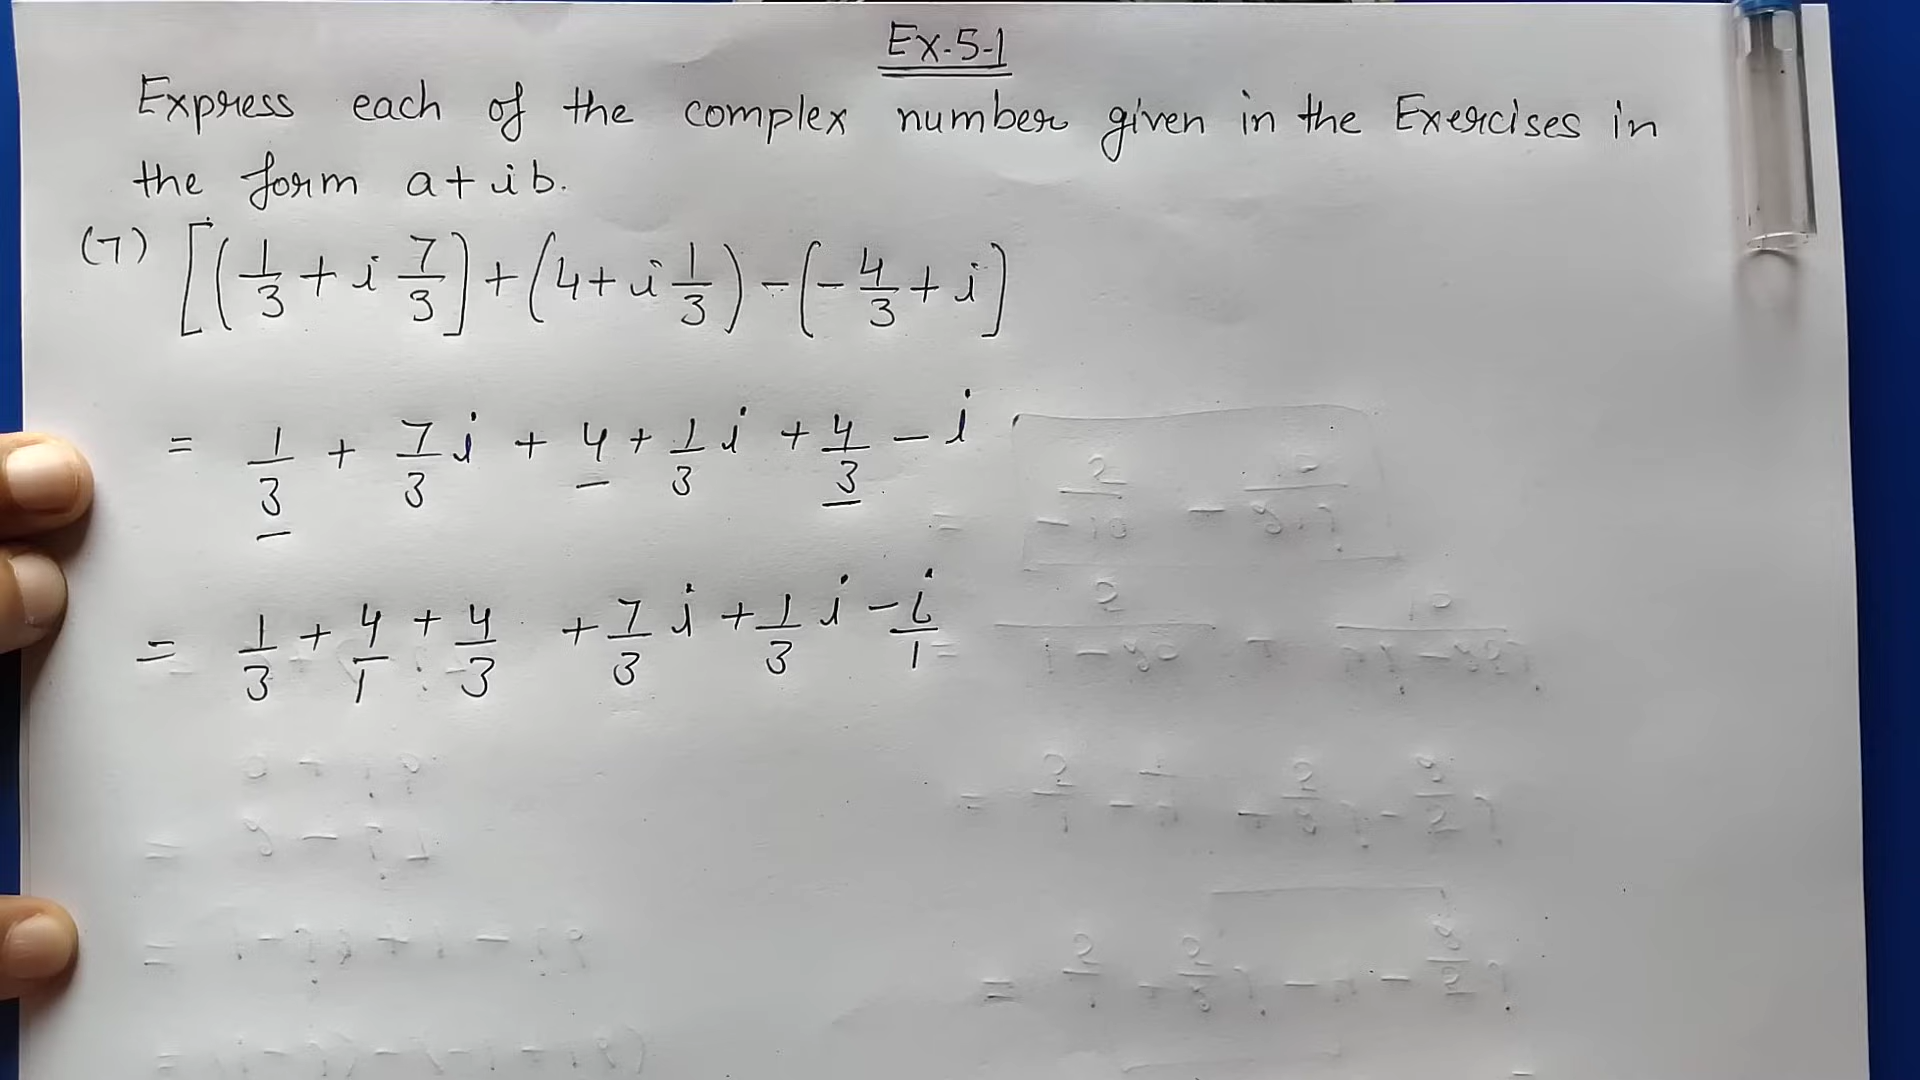 Ex-5-1
Express each of the complex number given in the Exercises in
the form a+ib.
(7) [(1/3 + i 7/3] + (4 + i 1/3) - (-4/3 + i]
= 1/3 + 7/3 i + 4 + 1/3 i + 4/3 - i
= 1/3 + 4/1 + 4/3 + 7/3 i + 1/3 i - i/1